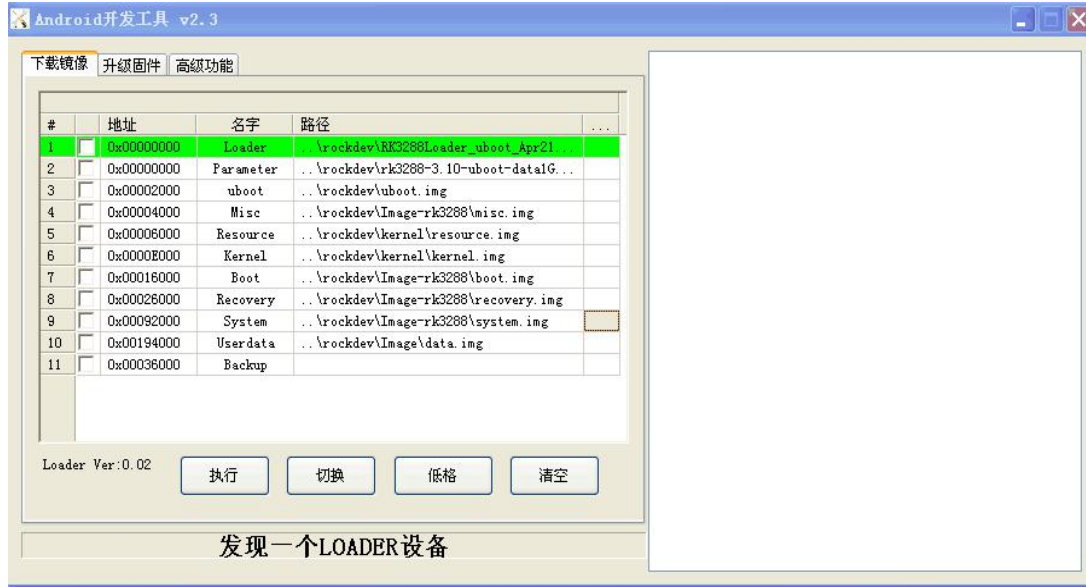 Android开发工具 v2.3
下载镜像 升级固件 高级功能
# 地址 名字 路径 ...
1 0x00000000 Loader ..\rockdev\RK3288Loader_uboot_Apr21...
2 0x00000000 Parameter ..\rockdev\rk3288-3.10-uboot-data1G...
3 0x00002000 uboot ..\rockdev\uboot.img
4 0x00004000 Misc ..\rockdev\Image-rk3288\misc.img
5 0x00006000 Resource ..\rockdev\kernel\resource.img
6 0x0000E000 Kernel ..\rockdev\kernel\kernel.img
7 0x00016000 Boot ..\rockdev\Image-rk3288\boot.img
8 0x00026000 Recovery ..\rockdev\Image-rk3288\recovery.img
9 0x00092000 System ..\rockdev\Image-rk3288\system.img
10 0x00194000 Userdata ..\rockdev\Image\data.img
11 0x00036000 Backup
Loader Ver:0.02 执行 切换 低格 清空
发现一个LOADER设备